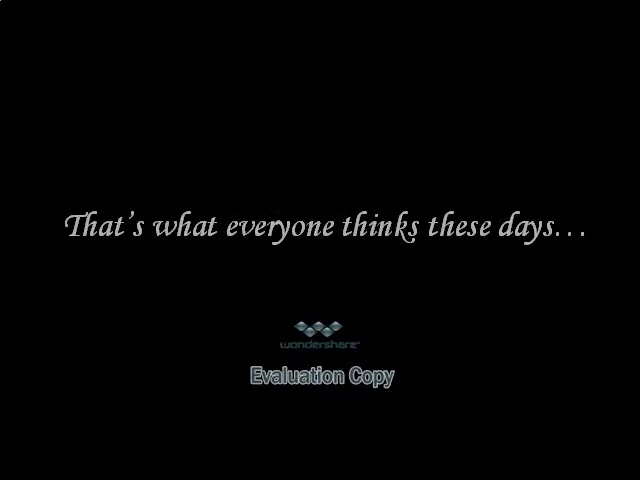 That's what everyone thinks these days...
wondershare
Evaluation Copy